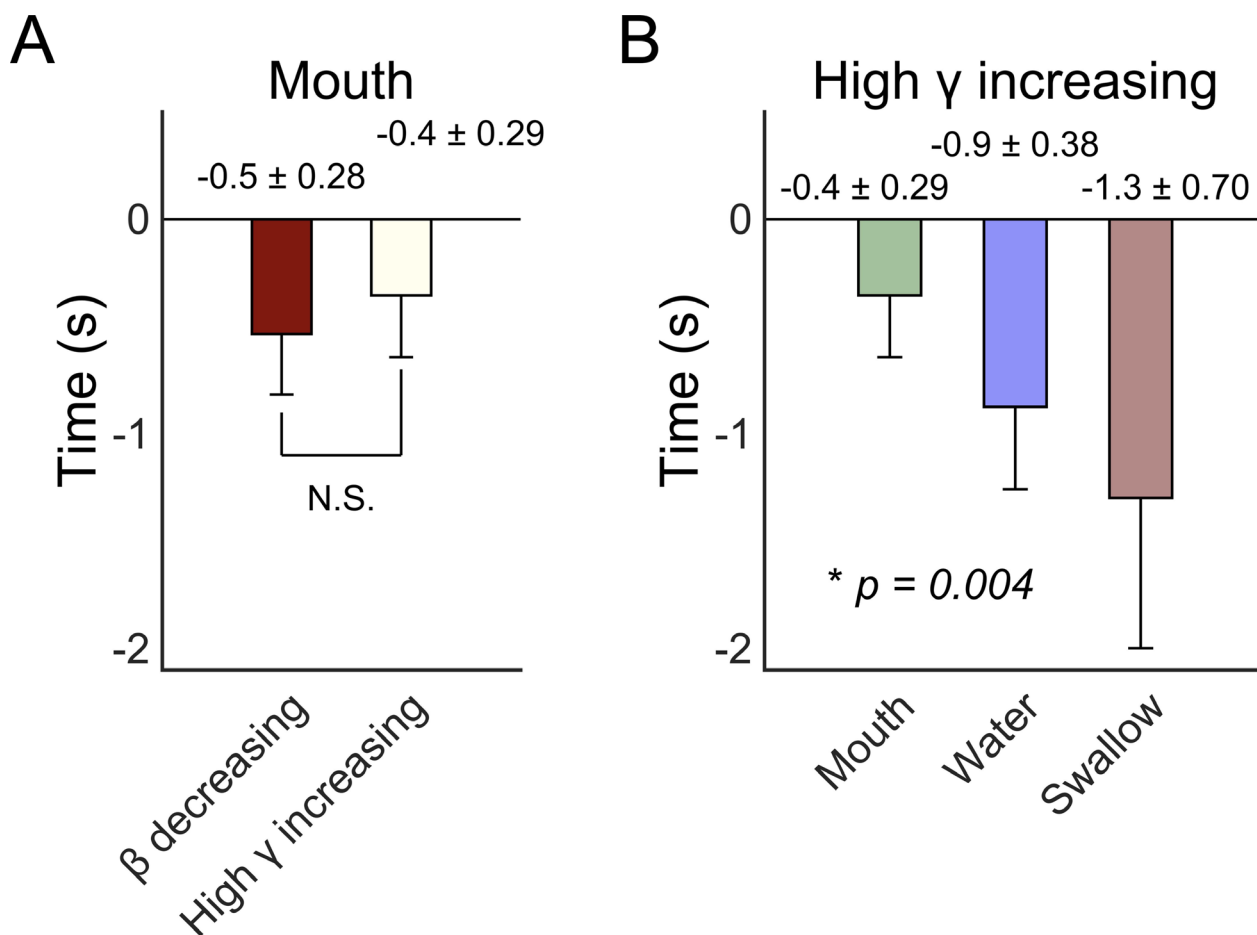 A
Mouth
-0.4 ± 0.29
-0.5 ± 0.28
0
-1
-2
Time (s)
N.S.
β decreasing
High γ increasing
B
High γ increasing
-0.9 ± 0.38
-0.4 ± 0.29
-1.3 ± 0.70
0
-1
-2
Time (s)
* p = 0.004
Mouth
Water
Swallow